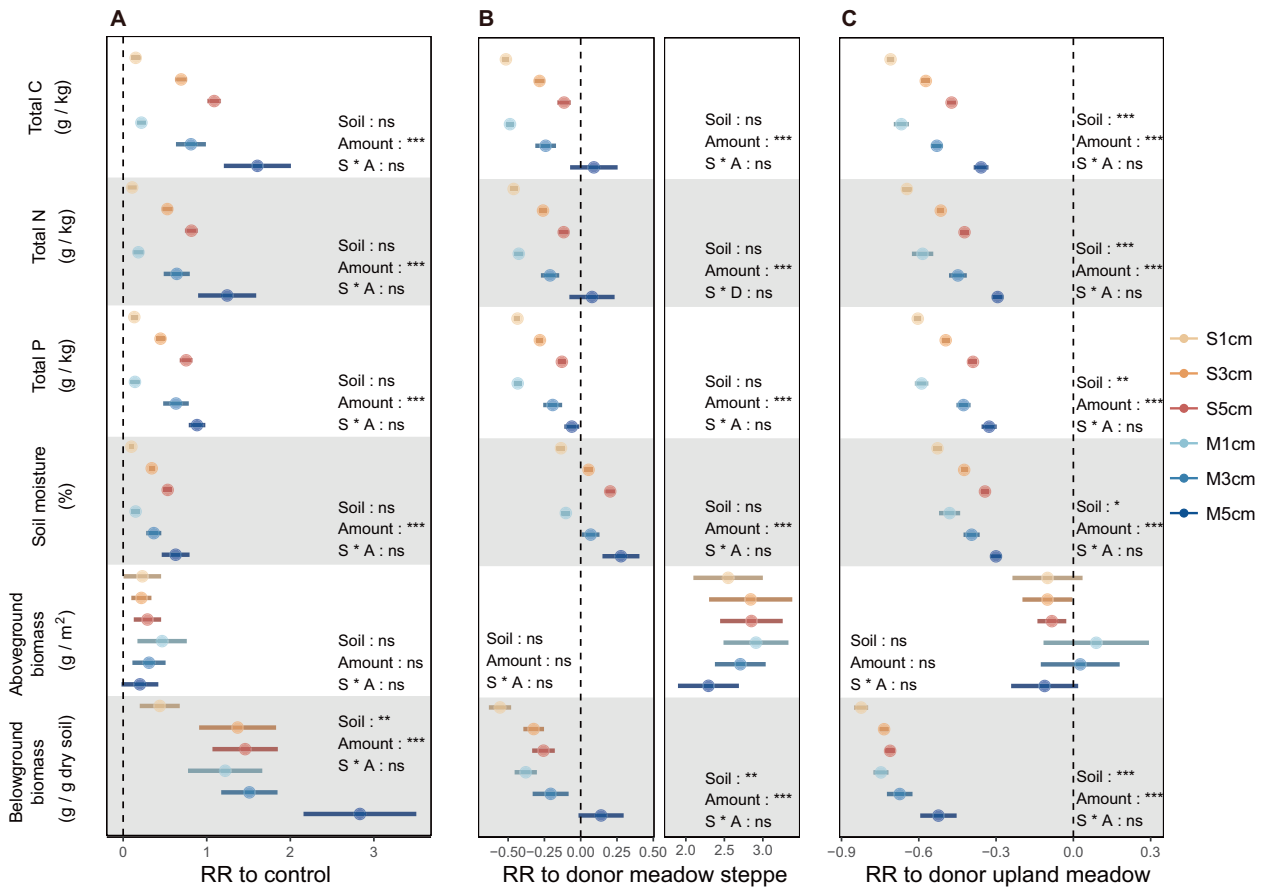 A
B
C
Total C
(g / kg)
Soil : ns
Amount : ***
S * A : ns
Soil : ns
Amount : ***
S * A : ns
Soil : ***
Amount : ***
S * A : ns
Total N
(g / kg)
Soil : ns
Amount : ***
S * A : ns
Soil : ns
Amount : ***
S * D : ns
Soil : ***
Amount : ***
S * A : ns
Total P
(g / kg)
Soil : ns
Amount : ***
S * A : ns
Soil : ns
Amount : ***
S * A : ns
Soil : **
Amount : ***
S * A : ns
Soil moisture
(%)
Soil : ns
Amount : ***
S * A : ns
Soil : ns
Amount : ***
S * A : ns
Soil : *
Amount : ***
S * A : ns
Aboveground
biomass
(g / m²)
Soil : ns
Amount : ns
S * A : ns
Soil : ns
Amount : ns
S * A : ns
Soil : ns
Amount : ns
S * A : ns
Belowground
biomass
(g / g dry soil)
Soil : **
Amount : ***
S * A : ns
Soil : **
Amount : ***
S * A : ns
Soil : ***
Amount : ***
S * A : ns
S1cm
S3cm
S5cm
M1cm
M3cm
M5cm
0 1 2 3
−0.50 −0.25 0.00 0.25 0.50 2.0 2.5 3.0
−0.9 −0.6 −0.3 0.0 0.3
RR to control
RR to donor meadow steppe
RR to donor upland meadow